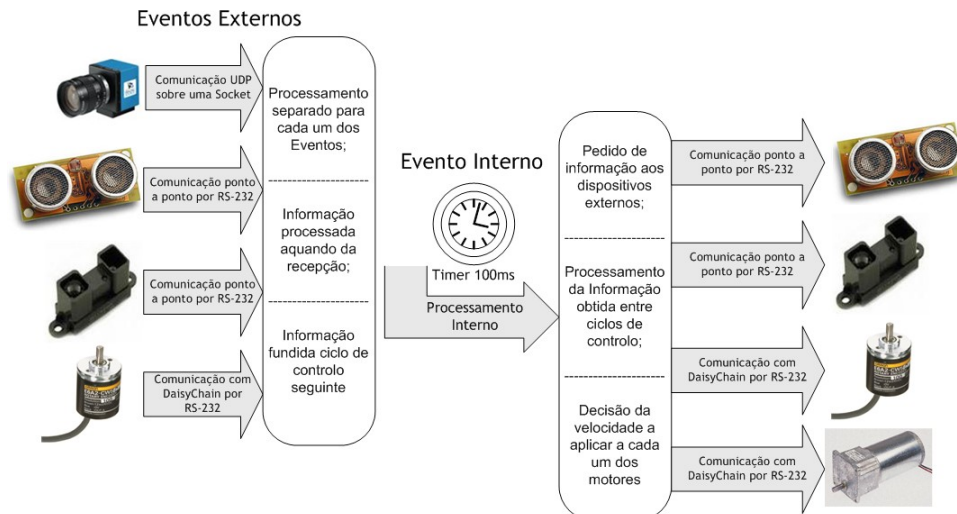 Eventos Externos
Comunicação UDP
sobre uma Socket
Comunicação ponto
a ponto por RS-232
Comunicação ponto
a ponto por RS-232
Comunicação com
DaisyChain por
RS-232
Processamento
separado para
cada um dos
Eventos;
Informação
processada
aquando da
recepção;
Informação
fundida ciclo de
controlo
seguinte
Evento Interno
Timer 100ms
Processamento
Interno
Pedido de
informação aos
dispositivos
externos;
Processamento
da Informação
obtida entre
ciclos de
controlo;
Decisão da
velocidade a
aplicar a cada
um dos
motores
Comunicação ponto a
ponto por RS-232
Comunicação ponto a
ponto por RS-232
Comunicação com
DaisyChain por RS-232
Comunicação com
DaisyChain por RS-232